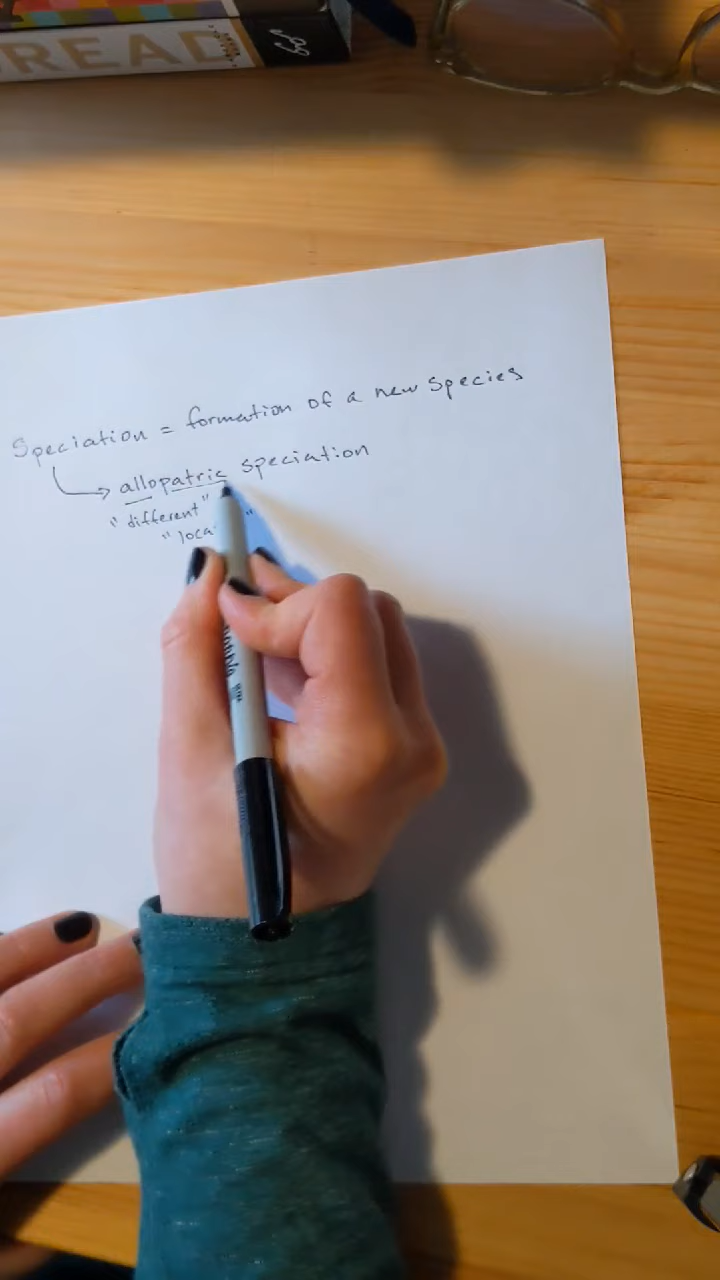 READ
Speciation = formation of a new species
allopatric speciation
"different"